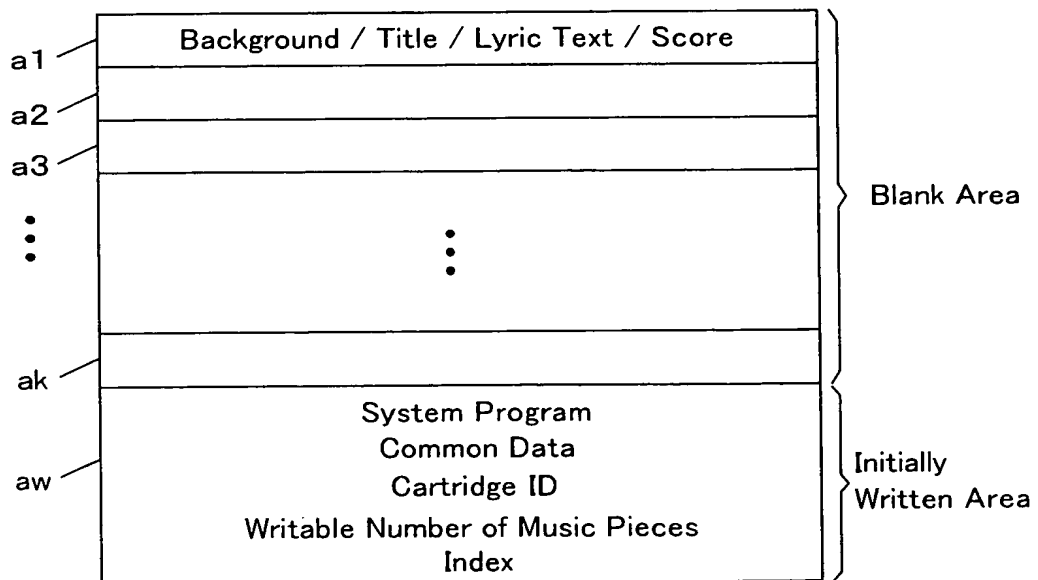 a1
Background / Title / Lyric Text / Score
a2
a3
Blank Area
ak
aw
System Program
Common Data
Cartridge ID
Writable Number of Music Pieces
Index
Initially
Written Area